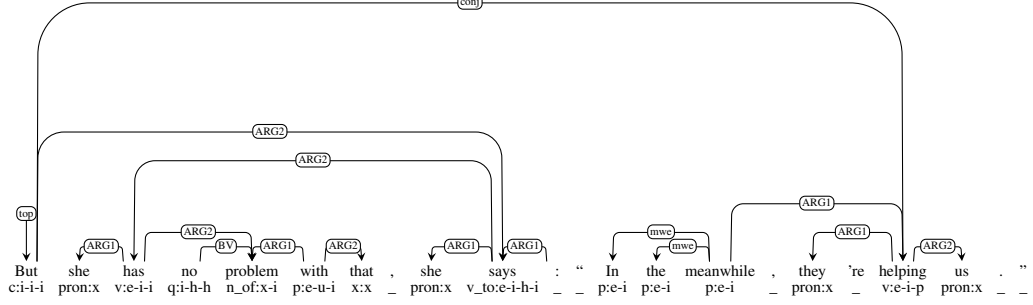 conj
ARG2
ARG2
ARG1
top
ARG2 mwe
ARG1 BV ARG1 ARG2 ARG1 ARG1 mwe ARG1 ARG2
But she has no problem with that , she says : “ In the meanwhile , they 're helping us . ”
c:i-i-i pron:x v:e-i-i q:i-h-h n_of:x-i p:e-u-i x:x _ pron:x v_to:e-i-h-i _ _ p:e-i p:e-i p:e-i _ pron:x _ v:e-i-p pron:x _ _